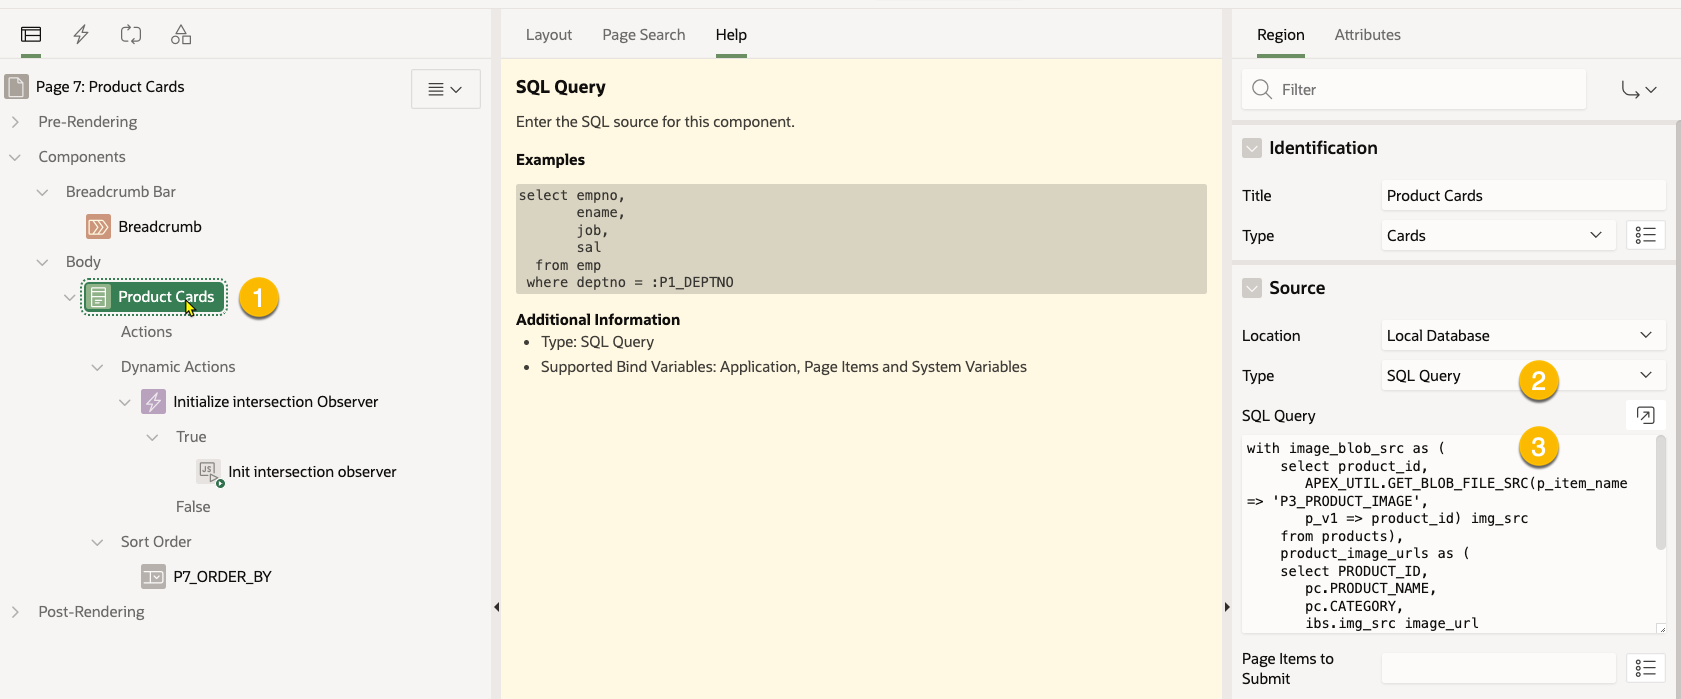 Page 7: Product Cards
Pre-Rendering
Components
Breadcrumb Bar
Breadcrumb
Body
Product Cards
1
Actions
Dynamic Actions
Initialize intersection Observer
True
JS
Init intersection observer
False
Sort Order
P7_ORDER_BY
Post-Rendering
Layout Page Search Help
SQL Query
Enter the SQL source for this component.
Examples
select empno,
ename,
job,
sal
from emp
where deptno = :P1_DEPTNO
Additional Information
Type: SQL Query
Supported Bind Variables: Application, Page Items and System Variables
Region Attributes
Filter
Identification
Title Product Cards
Type Cards
Source
Location Local Database
Type SQL Query 2
SQL Query
3
with image_blob_src as (
select product_id,
APEX_UTIL.GET_BLOB_FILE_SRC(p_item_name
=> 'P3_PRODUCT_IMAGE',
p_v1 => product_id) img_src
from products),
product_image_urls as (
select PRODUCT_ID,
pc.PRODUCT_NAME,
pc.CATEGORY,
ibs.img_src image_url
Page Items to
Submit